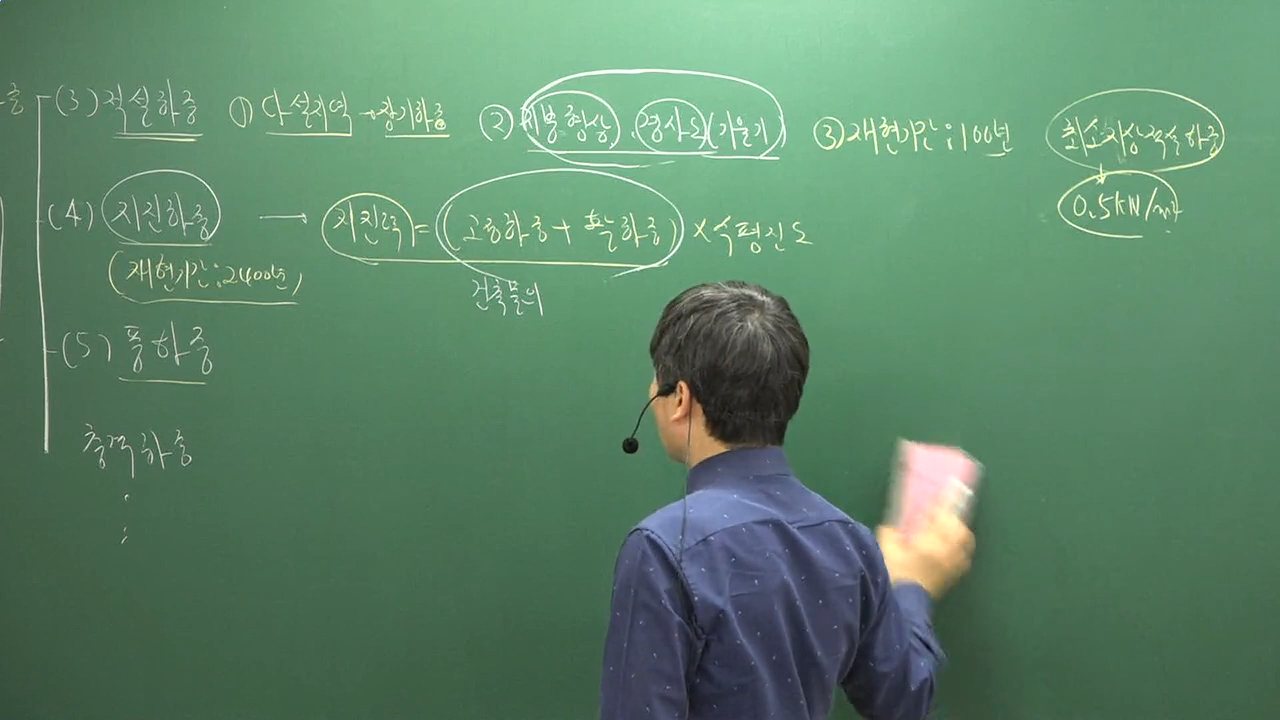 중 (3) 적설하중 ① 다설지역 → 장기하중 ② 지붕형상, 경사도(기울기) ③ 재현기간:100년 최소지상적설하중
0.5kN/m²
(4) 지진하중 → 지진력 = (고정하중 + 활하중) × 수평진도
(재현기간:2400년) 건축물의
(5) 풍하중
충격하중
: